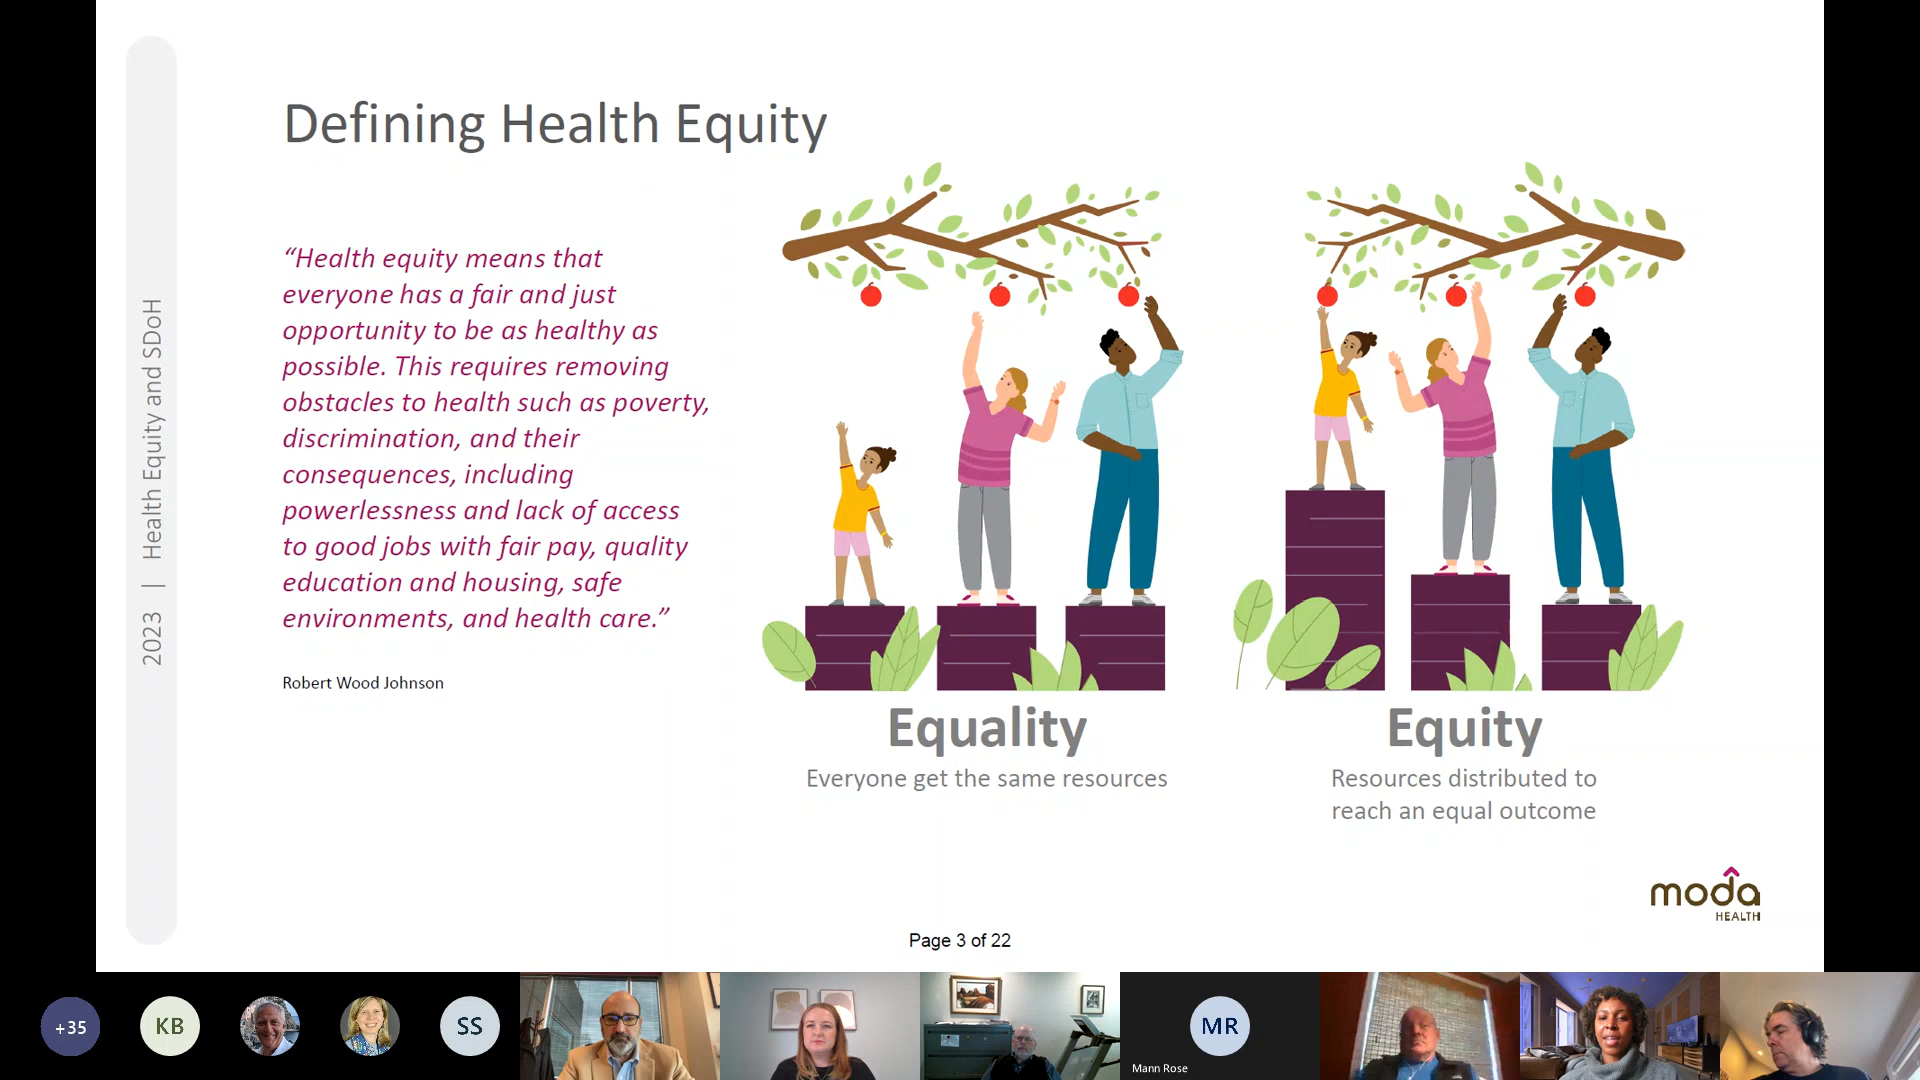 2023 | Health Equity and SDoH
Defining Health Equity
“Health equity means that
everyone has a fair and just
opportunity to be as healthy as
possible. This requires removing
obstacles to health such as poverty,
discrimination, and their
consequences, including
powerlessness and lack of access
to good jobs with fair pay, quality
education and housing, safe
environments, and health care.”
Robert Wood Johnson
Equality
Everyone get the same resources
Equity
Resources distributed to
reach an equal outcome
moda
HEALTH
Page 3 of 22
+35
KB
SS
MR
Mann Rose